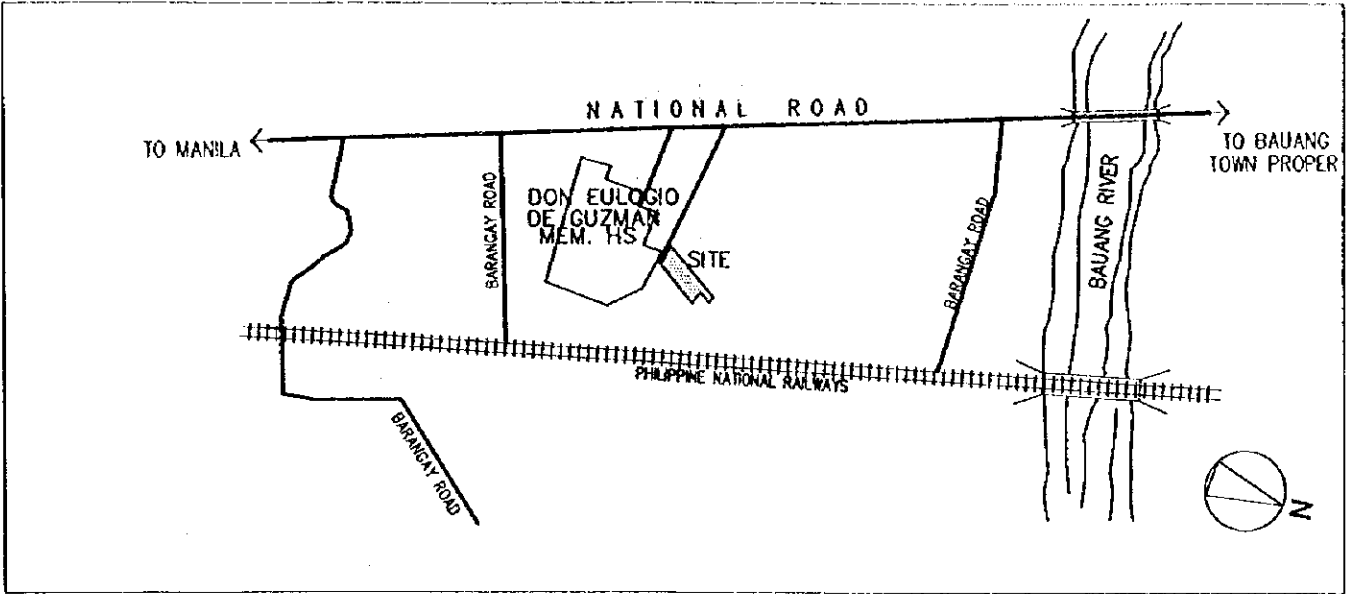 NATIONAL ROAD
TO MANILA
TO BAUANG
TOWN PROPER
BARANGAY ROAD
DON EULOGIO
DE GUZMAN
MEM. HS
SITE
BARANGAY ROAD
BAUANG RIVER
PHILIPPINE NATIONAL RAILWAYS
BARANGAY ROAD
N